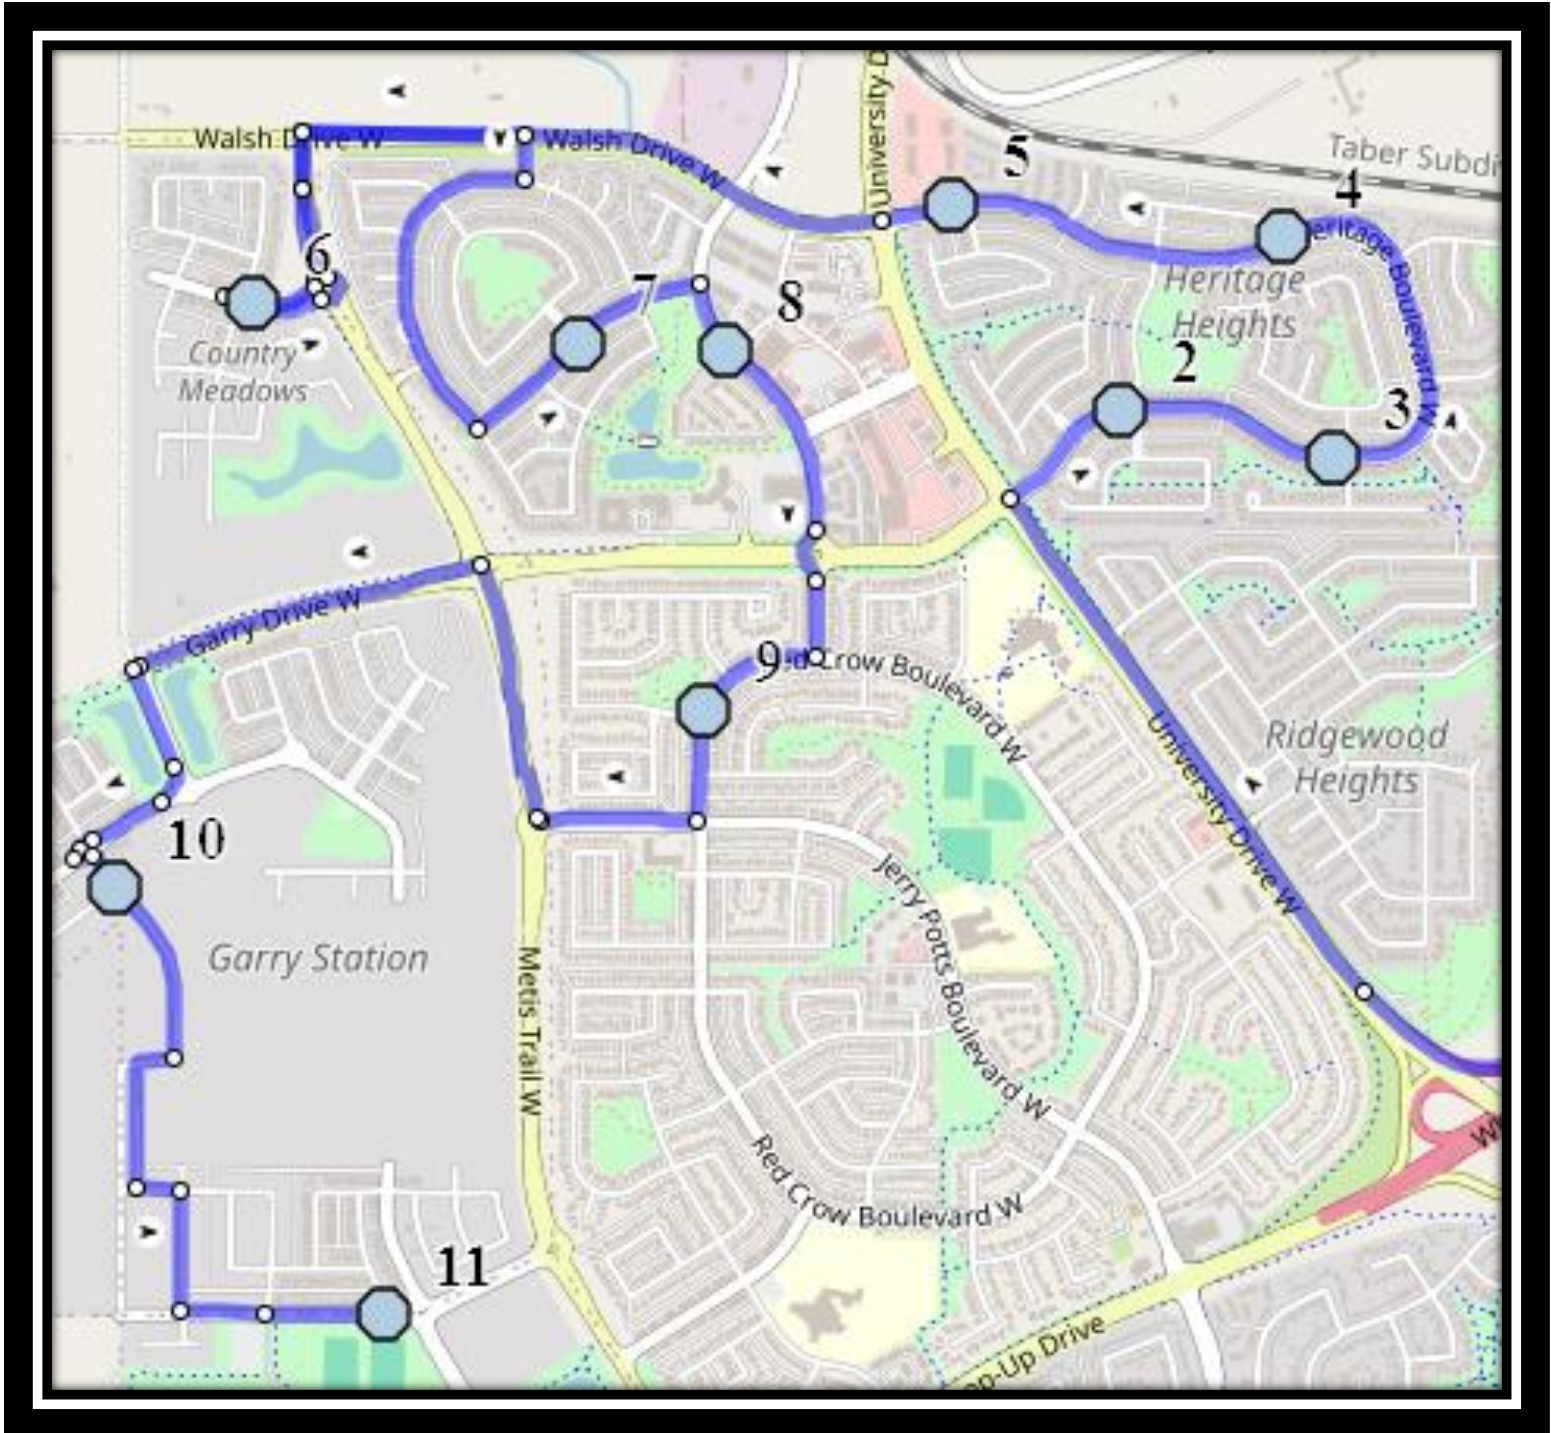 University D
5
Walsh Drive W
Walsh Drive W
Taber Subdi
4
eritage Boulevard W
6
Heritage
Heights
7
8
Country
Meadows
2
3
Garry Drive W
9
ed Crow Boulevard W
University Drive W
Ridgewood
Heights
10
Jerry Potts Boulevard W
Garry Station
Metis Trail W
Red Crow Boulevard W
W
11
op-Up Drive